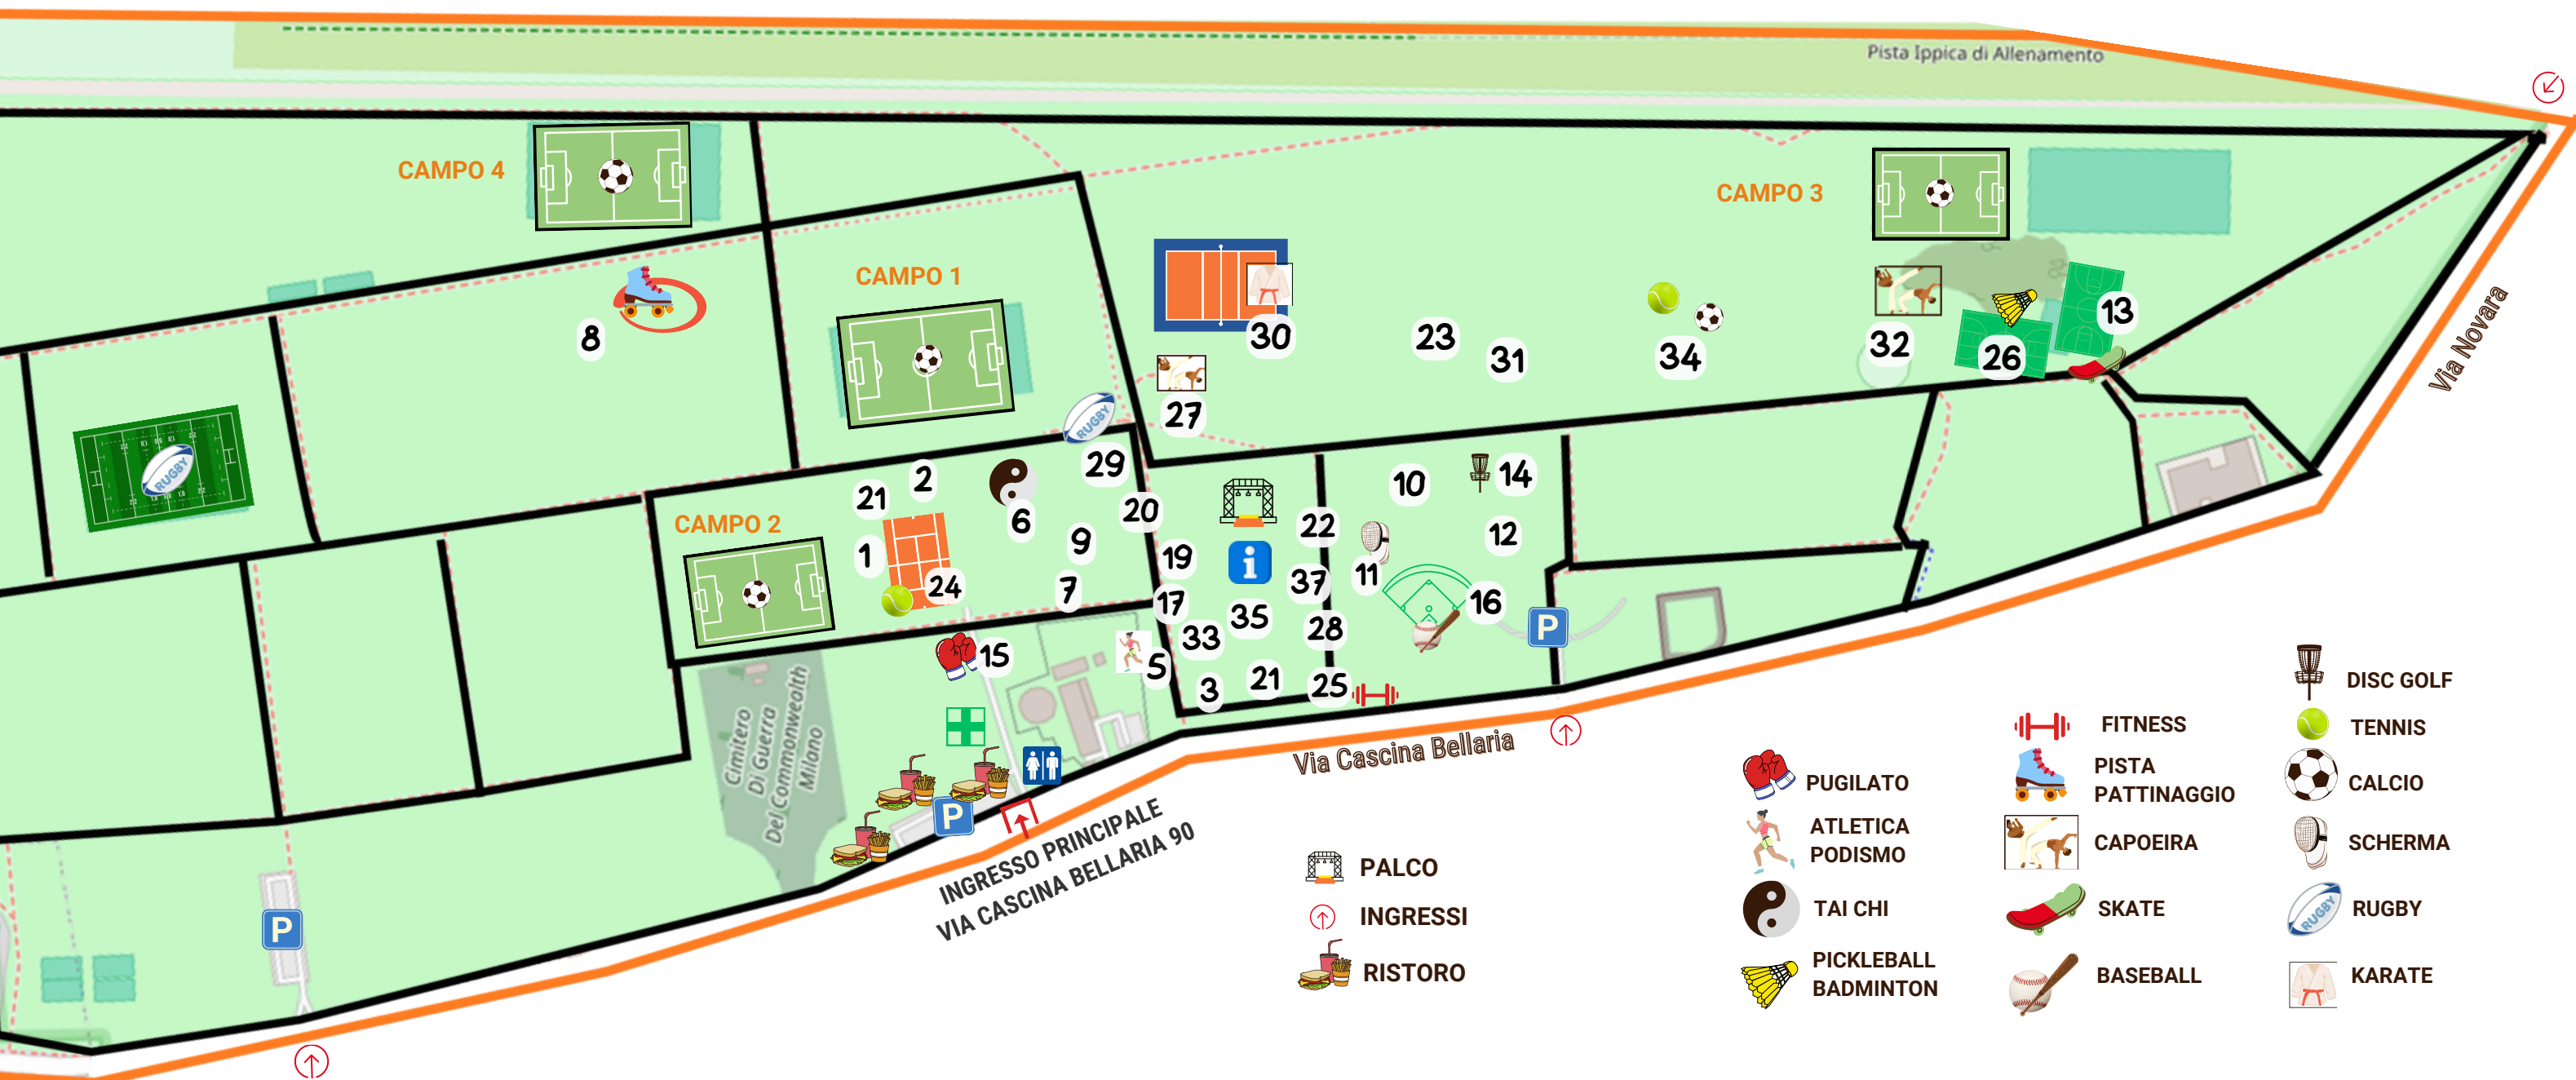 Pista Ippica di Allenamento
CAMPO 4
CAMPO 3
CAMPO 1
Via Novara
8
30
23
31
34
32
26
13
27
RUGBY
RUGBY
29
2
21
6
20
CAMPO 2
1
24
9
7
10
14
12
22
19
i
37
11
16
17
35
33
28
P
15
5
3
21
25
Cimitero
Di Guerra
Del Commonwealth
Milano
P
P
Via Cascina Bellaria
INGRESSO PRINCIPALE
VIA CASCINA BELLARIA 90
PALCO
INGRESSI
RISTORO
PUGILATO
ATLETICA
PODISMO
TAI CHI
PICKLEBALL
BADMINTON
FITNESS
PISTA
PATTINAGGIO
CAPOEIRA
SKATE
BASEBALL
DISC GOLF
TENNIS
CALCIO
SCHERMA
RUGBY
RUGBY
KARATE